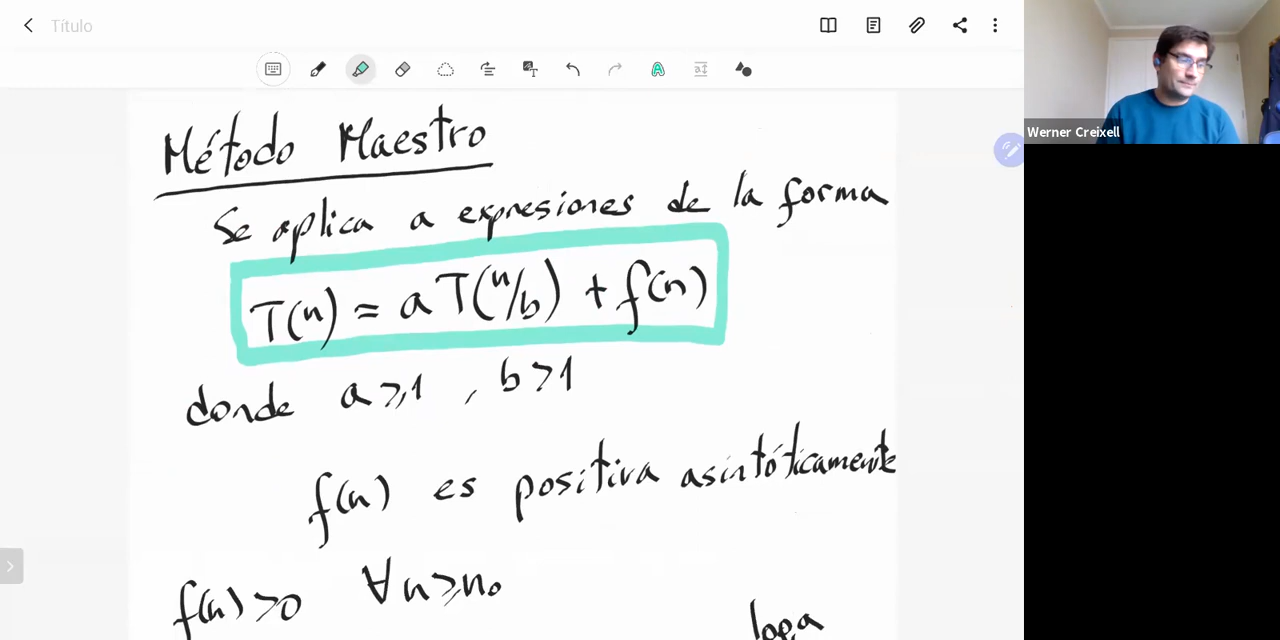 Título
Werner Creixell
Método Maestro
Se aplica a expresiones de la forma
T(n) = a T(n/b) + f(n)
donde a ≥ 1 , b > 1
f(n) es positiva asintóticamente
f(n) > 0 ∀ n ≥ n₀